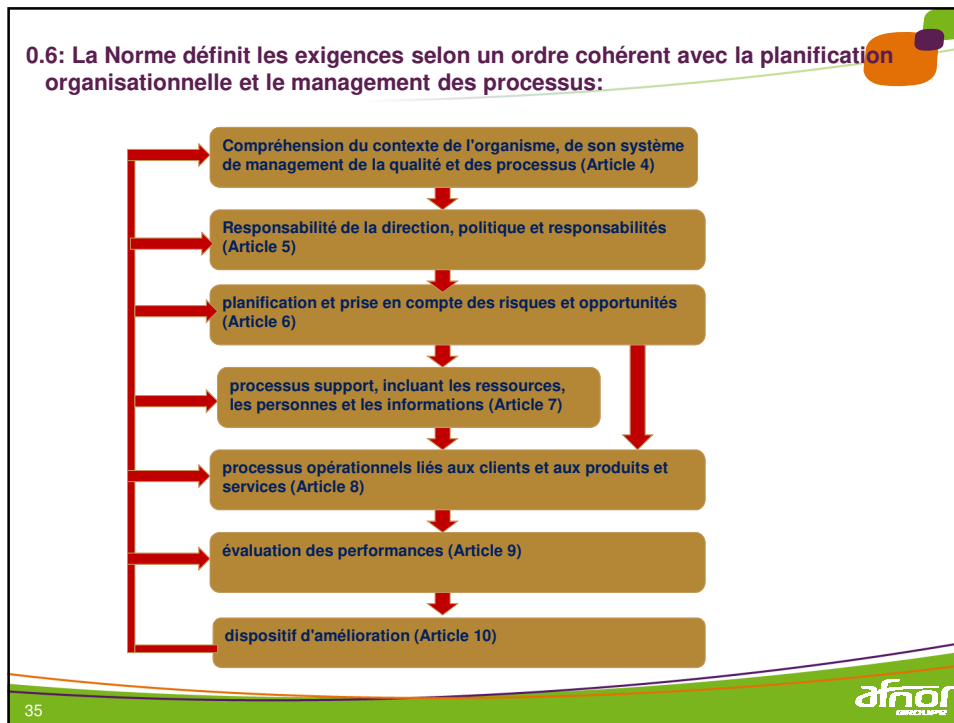 0.6: La Norme définit les exigences selon un ordre cohérent avec la planification
organisationnelle et le management des processus:
Compréhension du contexte de l'organisme, de son système
de management de la qualité et des processus (Article 4)
Responsabilité de la direction, politique et responsabilités
(Article 5)
planification et prise en compte des risques et opportunités
(Article 6)
processus support, incluant les ressources,
les personnes et les informations (Article 7)
processus opérationnels liés aux clients et aux produits et
services (Article 8)
évaluation des performances (Article 9)
dispositif d'amélioration (Article 10)
35
afnor
GROUPE